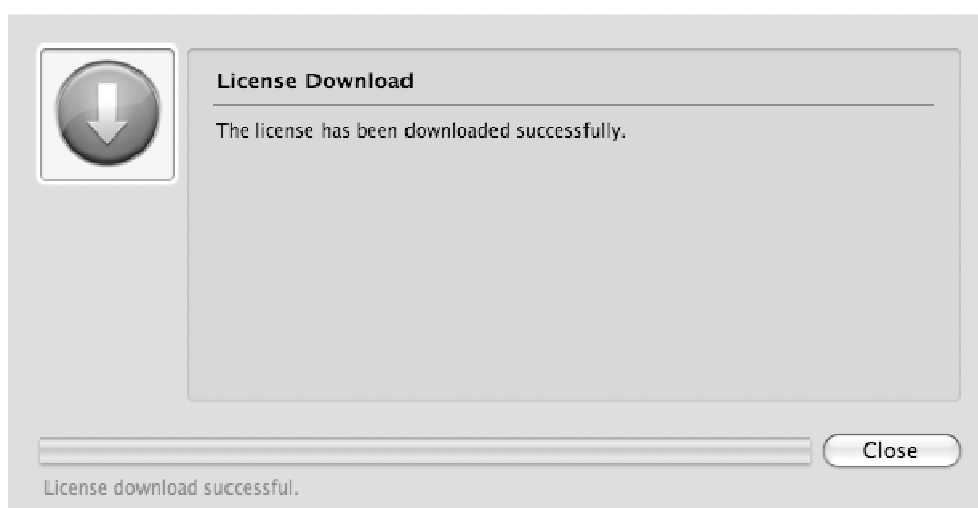 License Download
The license has been downloaded successfully.
Close
License download successful.